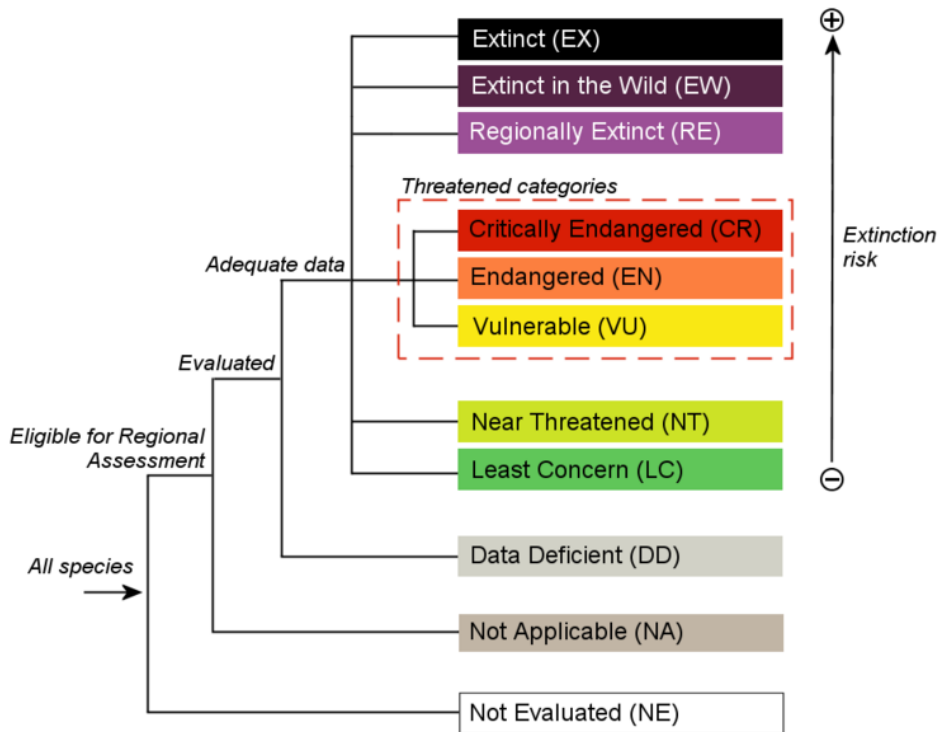 Extinct (EX)
Extinct in the Wild (EW)
Regionally Extinct (RE)
Threatened categories
Critically Endangered (CR)
Extinction
risk
Adequate data
Endangered (EN)
Vulnerable (VU)
Evaluated
Near Threatened (NT)
Eligible for Regional
Assessment
Least Concern (LC)
Data Deficient (DD)
All species
Not Applicable (NA)
Not Evaluated (NE)